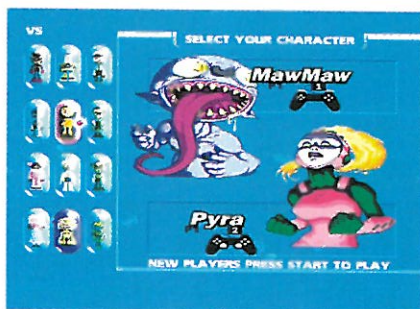 VS
SELECT YOUR CHARACTER
MawMaw
1
Pyra
2
NEW PLAYERS PRESS START TO PLAY